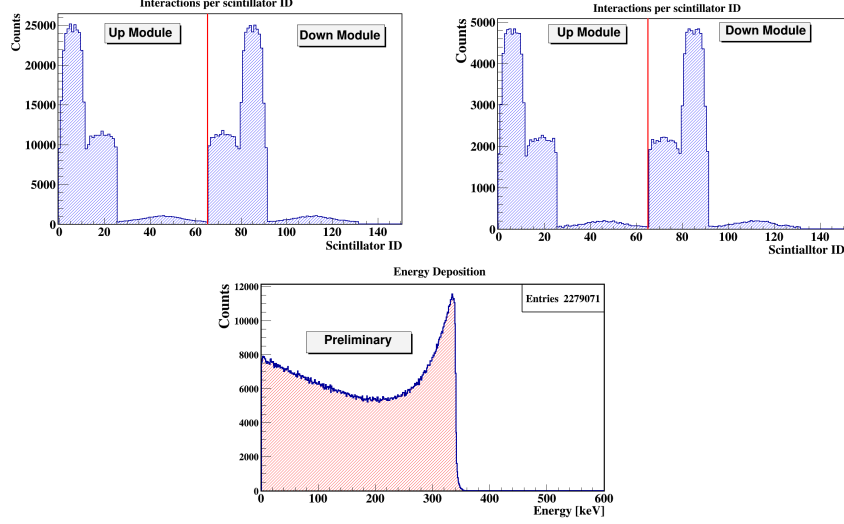 Interactions per scintillator ID
Counts
Up Module
Down Module
25000
20000
15000
10000
5000
0
0 20 40 60 80 100 120 140
Scintillator ID
Interactions per scintillator ID
Counts
Up Module
Down Module
5000
4000
3000
2000
1000
0
0 20 40 60 80 100 120 140
Scintialltor ID
Energy Deposition
Counts
Entries 2279071
Preliminary
12000
10000
8000
6000
4000
2000
0
0 100 200 300 400 500 600
Energy [keV]